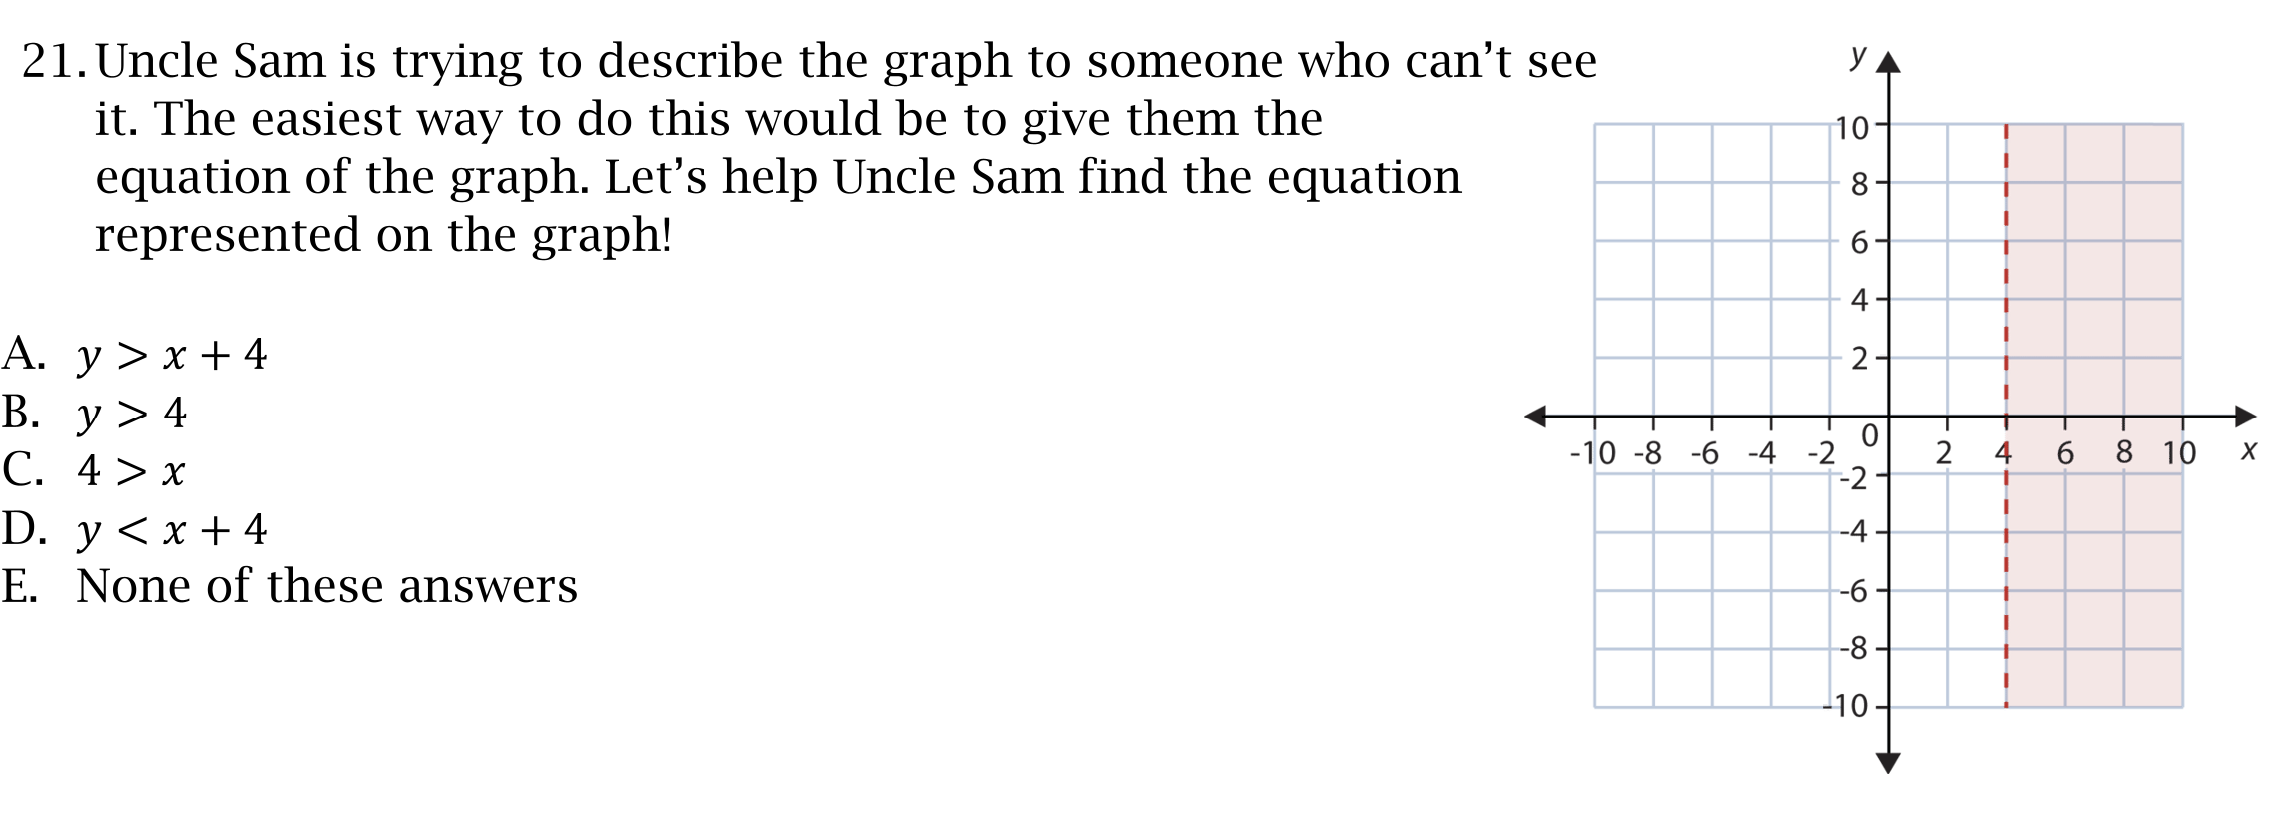 21. Uncle Sam is trying to describe the graph to someone who can't see
it. The easiest way to do this would be to give them the
equation of the graph. Let's help Uncle Sam find the equation
represented on the graph!
A. y > x + 4
B. y > 4
C. 4 > x
D. y < x + 4
E. None of these answers
y
10
8
6
4
2
0
-10 -8 -6 -4 -2 2 4 6 8 10 x
-2
-4
-6
-8
-10